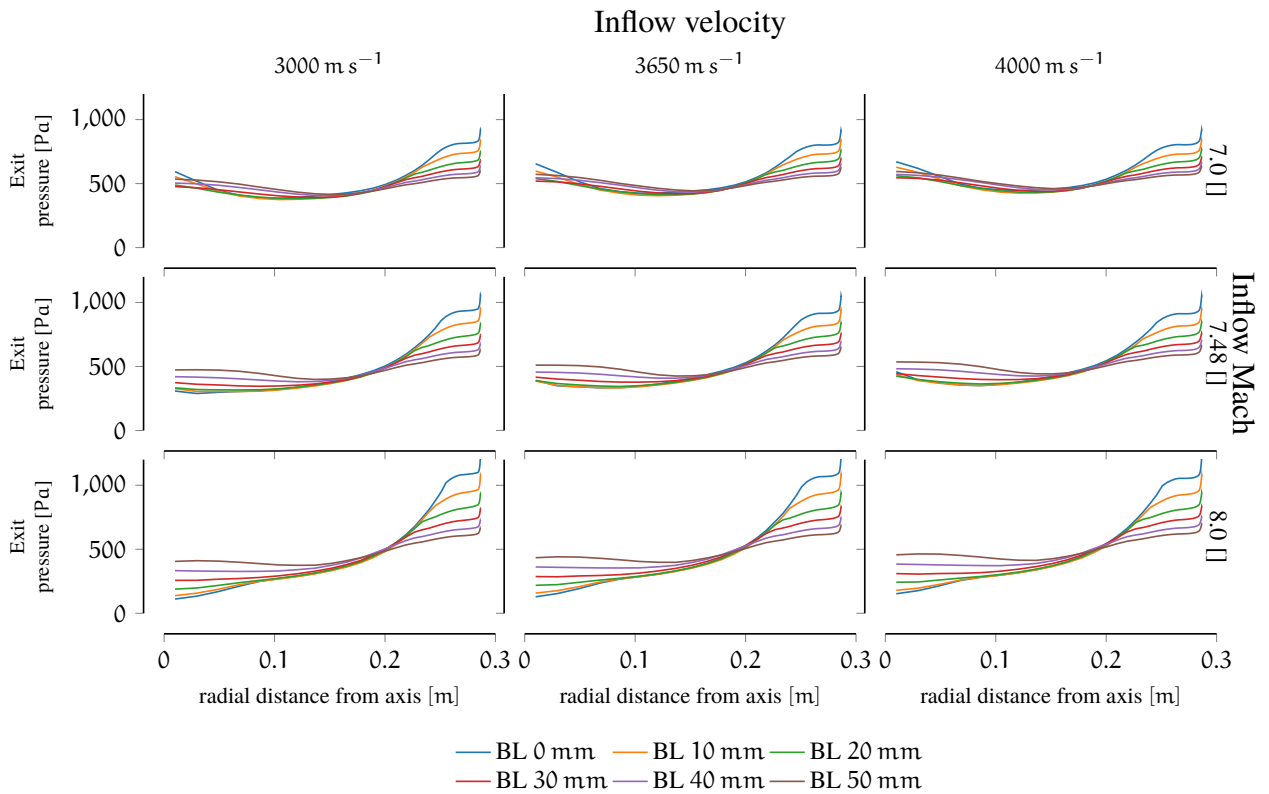 Inflow velocity
3000 m s⁻¹ 3650 m s⁻¹ 4000 m s⁻¹
Exit
pressure [Pa]
1,000
500
0
7.0 []
Exit
pressure [Pa]
1,000
500
0
7.48 []
Inflow Mach
Exit
pressure [Pa]
1,000
500
0
8.0 []
0 0.1 0.2 0.3 0 0.1 0.2 0.3 0 0.1 0.2 0.3
radial distance from axis [m] radial distance from axis [m] radial distance from axis [m]
BL 0 mm BL 10 mm BL 20 mm
BL 30 mm BL 40 mm BL 50 mm